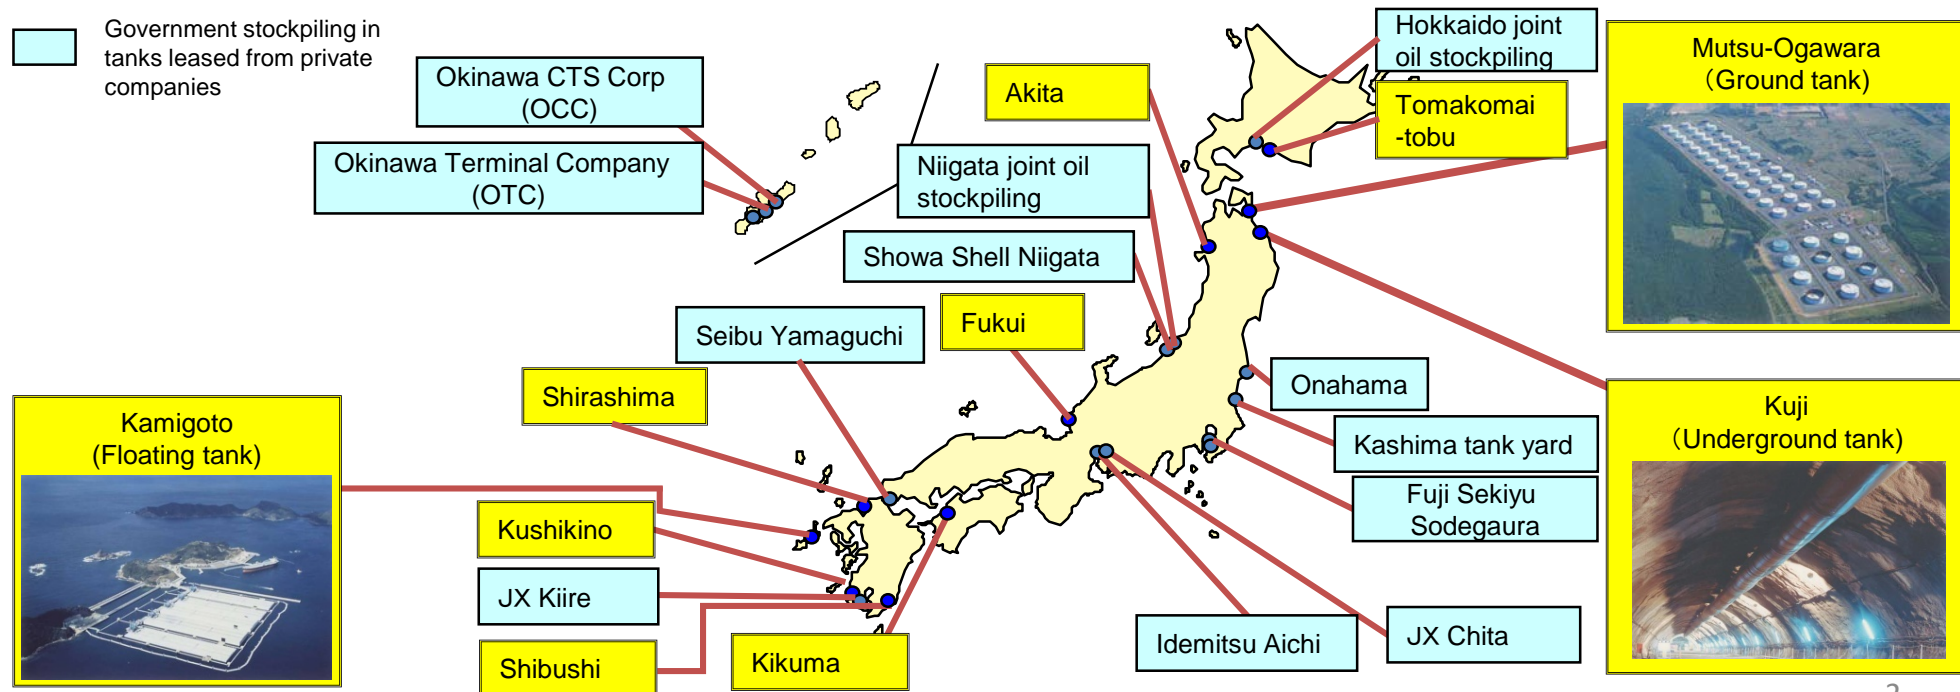 Government stockpiling in
tanks leased from private
companies
Okinawa CTS Corp
(OCC)
Okinawa Terminal Company
(OTC)
Akita
Hokkaido joint
oil stockpiling
Tomakomai
-tobu
Mutsu-Ogawara
（Ground tank)
Niigata joint oil
stockpiling
Showa Shell Niigata
Seibu Yamaguchi
Fukui
Shirashima
Onahama
Kashima tank yard
Fuji Sekiyu
Sodegaura
Kuji
（Underground tank)
Kamigoto
(Floating tank)
Kushikino
JX Kiire
Shibushi
Kikuma
Idemitsu Aichi
JX Chita